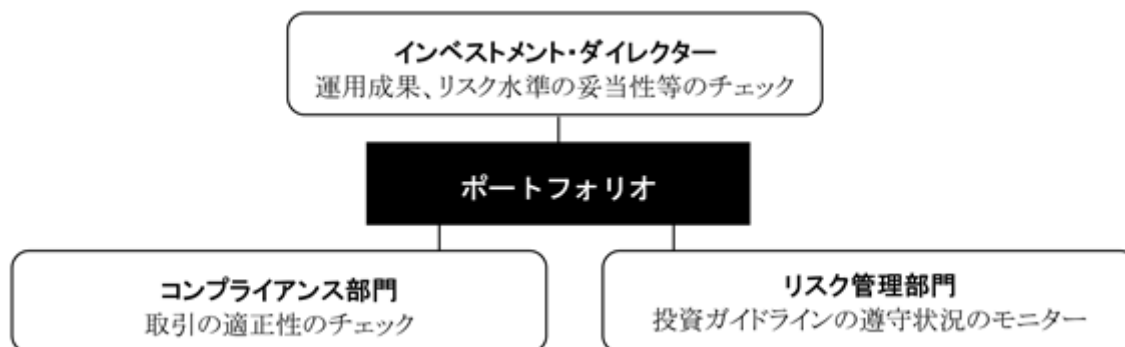 インベストメント・ダイレクター
運用成果、リスク水準の妥当性等のチェック
ポートフォリオ
コンプライアンス部門
取引の適正性のチェック
リスク管理部門
投資ガイドラインの遵守状況のモニター